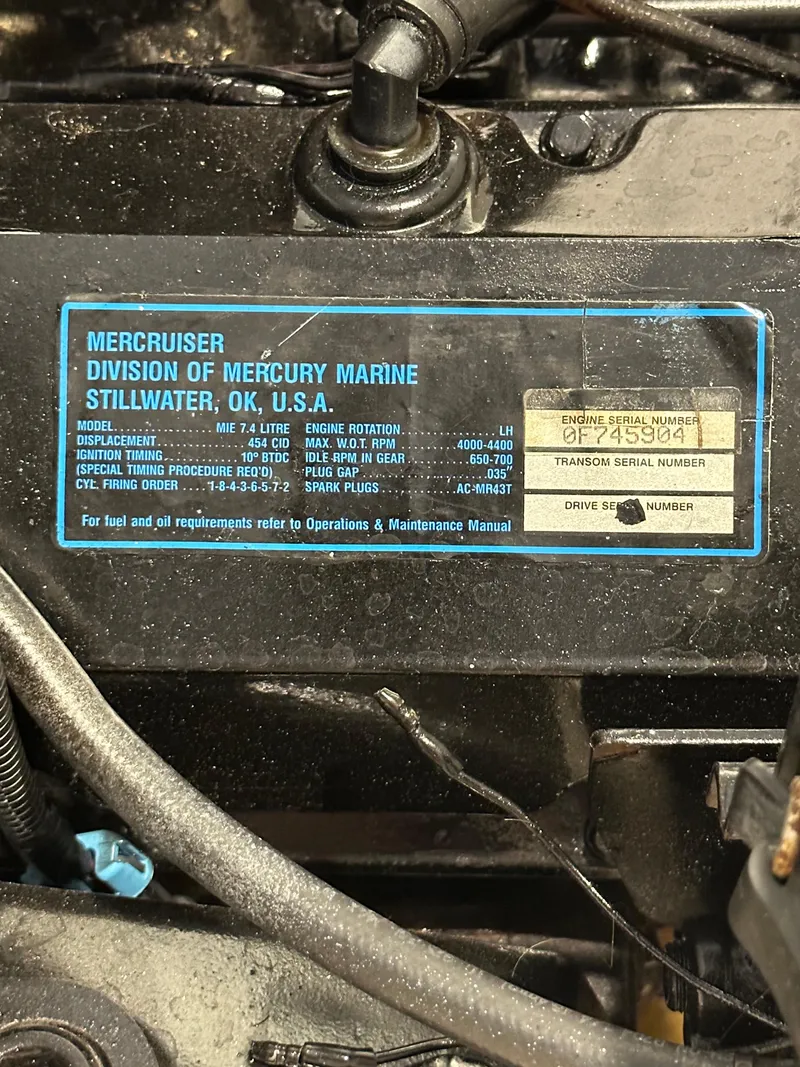 MERCRUISER
DIVISION OF MERCURY MARINE
STILLWATER, OK, U.S.A.
MODEL.......................MIE 7.4 LITRE
DISPLACEMENT....................454 CID
IGNITION TIMING..................10° BTDC
(SPECIAL TIMING PROCEDURE REQ'D)
CYL. FIRING ORDER 1-8-4-3-6-5-7-2
ENGINE ROTATION....................LH
MAX. W.O.T. RPM 4000-4400
IDLE RPM IN GEAR..............650-700
PLUG GAP........................035"
SPARK PLUGS................AC-MR43T
For fuel and oil requirements refer to Operations & Maintenance Manual
ENGINE SERIAL NUMBER
0F745904
TRANSOM SERIAL NUMBER
DRIVE NUMBER